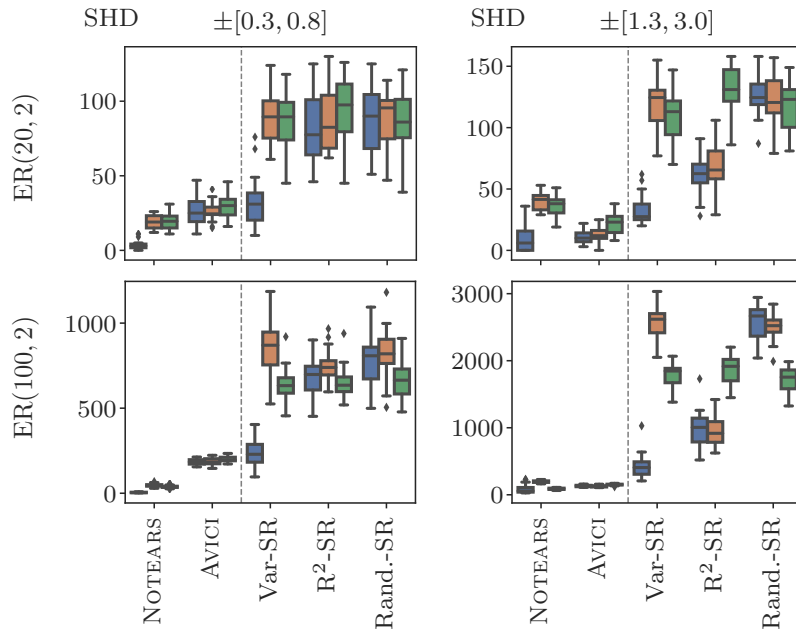 SHD ±[0.3, 0.8] SHD ±[1.3, 3.0]
ER(20, 2)
100
50
0
150
100
50
0
ER(100, 2)
1000
500
0
3000
2000
1000
0
NOTEARS
AVICI
Var-SR
R²-SR
Rand.-SR
NOTEARS
AVICI
Var-SR
R²-SR
Rand.-SR